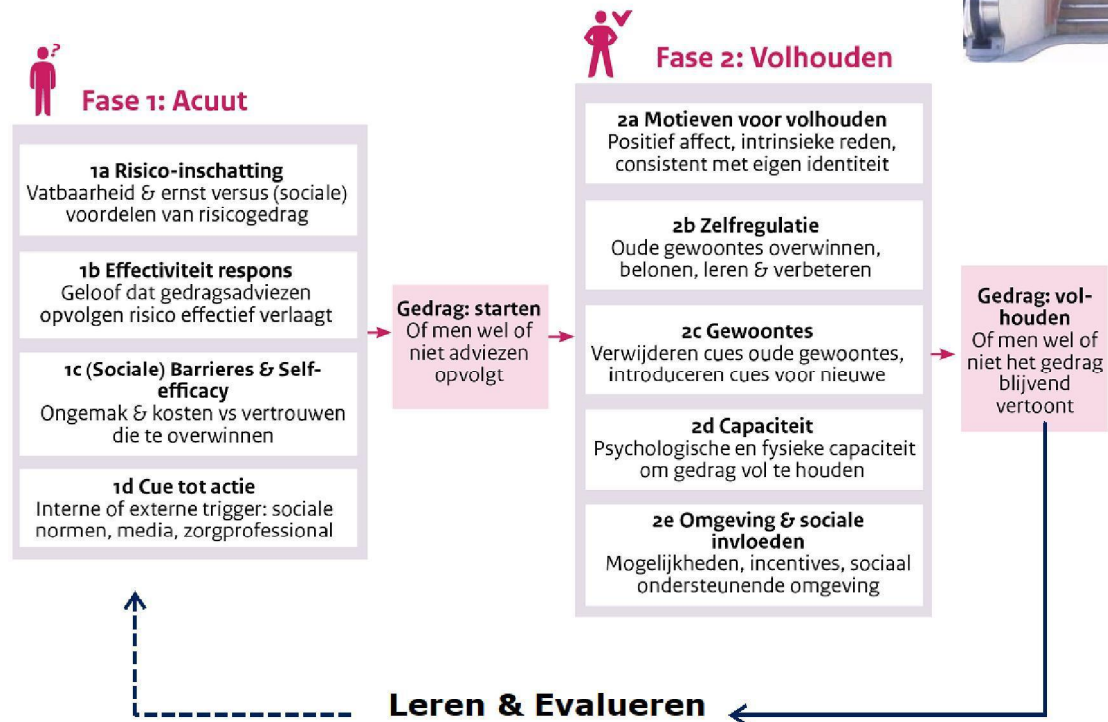 Fase 1: Acuut
1a Risico-inschatting
Vatbaarheid & ernst versus (sociale)
voordelen van risicogedrag
1b Effectiviteit respons
Geloof dat gedragsadviezen
opvolgen risico effectief verlaagt
1c (Sociale) Barrieres & Self-
efficacy
Ongemak & kosten vs vertrouwen
die te overwinnen
1d Cue tot actie
Interne of externe trigger: sociale
normen, media, zorgprofessional
Gedrag: starten
Of men wel of
niet adviezen
opvolgt
Fase 2: Volhouden
2a Motieven voor volhouden
Positief affect, intrinsieke reden,
consistent met eigen identiteit
2b Zelfregulatie
Oude gewoontes overwinnen,
belonen, leren & verbeteren
2c Gewoontes
Verwijderen cues oude gewoontes,
introduceren cues voor nieuwe
2d Capaciteit
Psychologische en fysieke capaciteit
om gedrag vol te houden
2e Omgeving & sociale
invloeden
Mogelijkheden, incentives, sociaal
ondersteunende omgeving
Gedrag: vol-
houden
Of men wel of
niet het gedrag
blijvend
vertoont
Leren & Evalueren